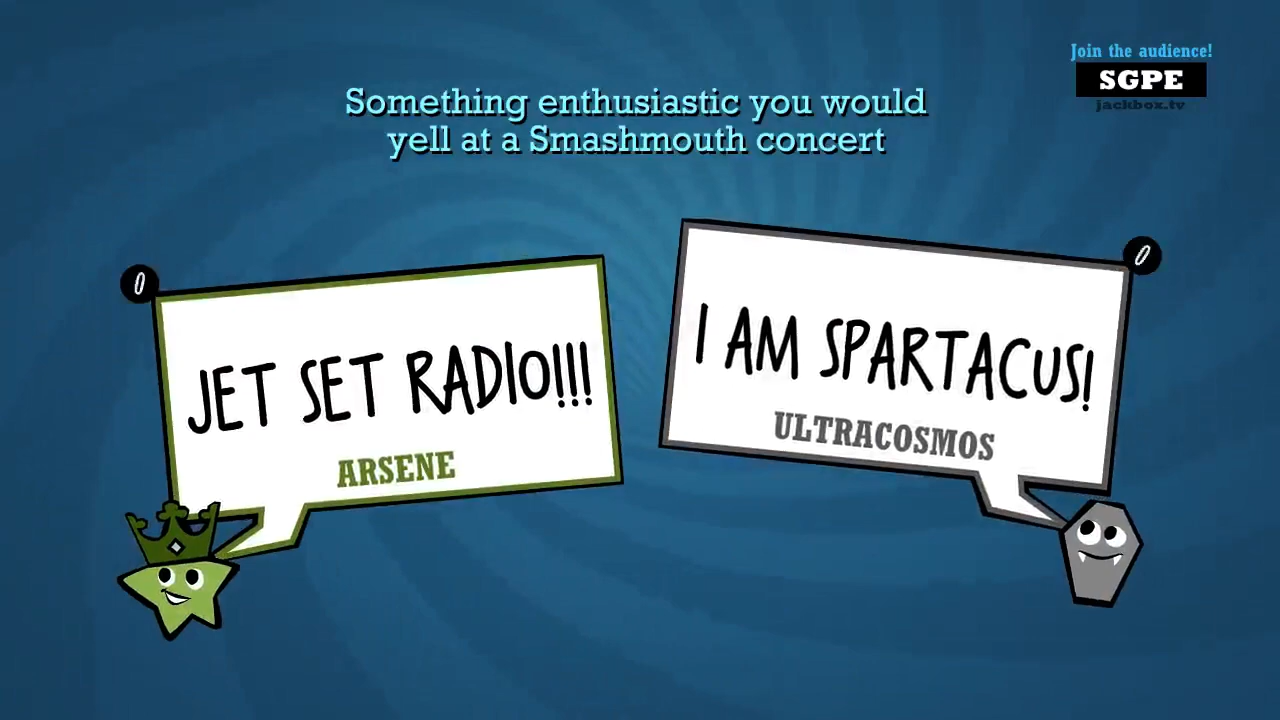 Join the audience!
SGPE
jackbox.tv
Something enthusiastic you would
yell at a Smashmouth concert
0
0
JET SET RADIO!!!
ARSENE
I AM SPARTACUS!
ULTRACOSMOS